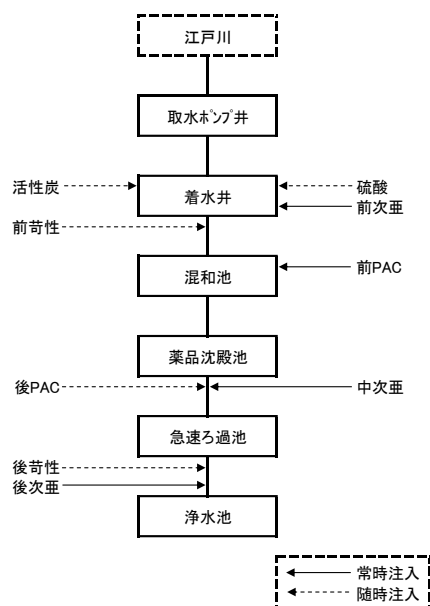 江戸川
取水ﾎﾟﾝﾌﾟ井
活性炭
着水井
硫酸
前次亜
前苛性
混和池
前PAC
薬品沈殿池
後PAC
中次亜
急速ろ過池
後苛性
後次亜
浄水池
常時注入
随時注入